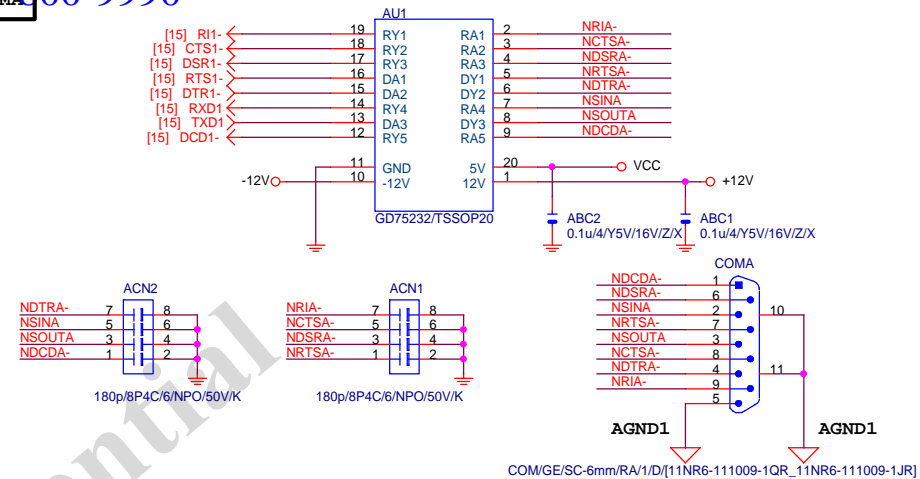 AU1
[15] RI1- 19 RY1 RA1 2 NRIA-
[15] CTS1- 18 RY2 RA2 3 NCTSA-
[15] DSR1- 17 RY3 RA3 4 NDSRA-
[15] RTS1- 16 DA1 DY1 5 NRTSA-
[15] DTR1- 15 DA2 DY2 6 NDTRA-
[15] RXD1 14 RY4 RA4 7 NSINA
[15] TXD1 13 DA3 DY3 8 NSOUTA
[15] DCD1- 12 RY5 RA5 9 NDCDA-
11 GND 5V 20 VCC
-12V 10 -12V 12V 1 +12V
GD75232/TSSOP20
ABC2
0.1u/4/Y5V/16V/Z/X
ABC1
0.1u/4/Y5V/16V/Z/X
ACN2
NDTRA- 7 8
NSINA 5 6
NSOUTA 3 4
NDCDA- 1 2
180p/8P4C/6/NPO/50V/K
ACN1
NRIA- 7 8
NCTSA- 5 6
NDSRA- 3 4
NRTSA- 1 2
180p/8P4C/6/NPO/50V/K
COMA
NDCDA- 1
NDSRA- 6
NSINA 2 10
NRTSA- 7
NSOUTA 3
NCTSA- 8
NDTRA- 4 11
NRIA- 9
5
AGND1 AGND1
COM/GE/SC-6mm/RA/1/D/[11NR6-111009-1QR_11NR6-111009-1JR]
ential